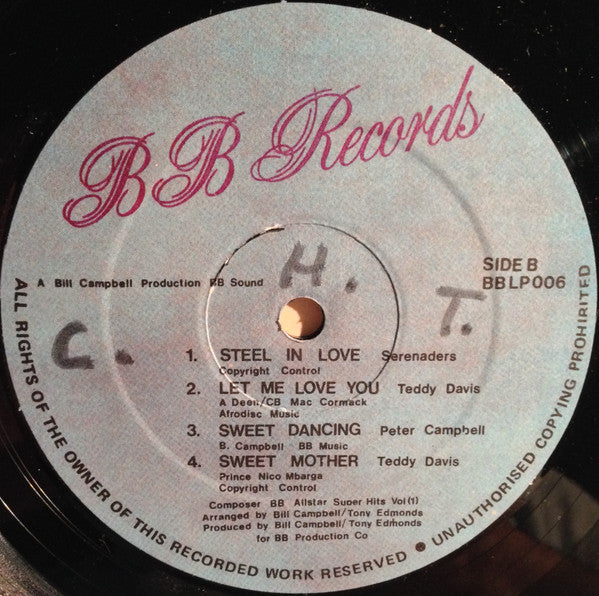 BB Records
A Bill Campbell Production BB Sound
SIDE B
BBLP006
C. H. T.
1. STEEL IN LOVE Serenaders
Copyright Control
2. LET ME LOVE YOU Teddy Davis
A Deen/CB Mac Cormack
Afrodisc Music
3. SWEET DANCING Peter Campbell
B. Campbell BB Music
4. SWEET MOTHER Teddy Davis
Prince Nico Mbarga
Copyright Control
Composer BB Allstar Super Hits Vol(1)
Arranged by Bill Campbell/Tony Edmonds
Produced by Bill Campbell/Tony Edmonds
for BB Production Co
ALL RIGHTS OF THE OWNER OF THIS RECORDED WORK RESERVED ● UNAUTHORISED COPYING PROHIBITED